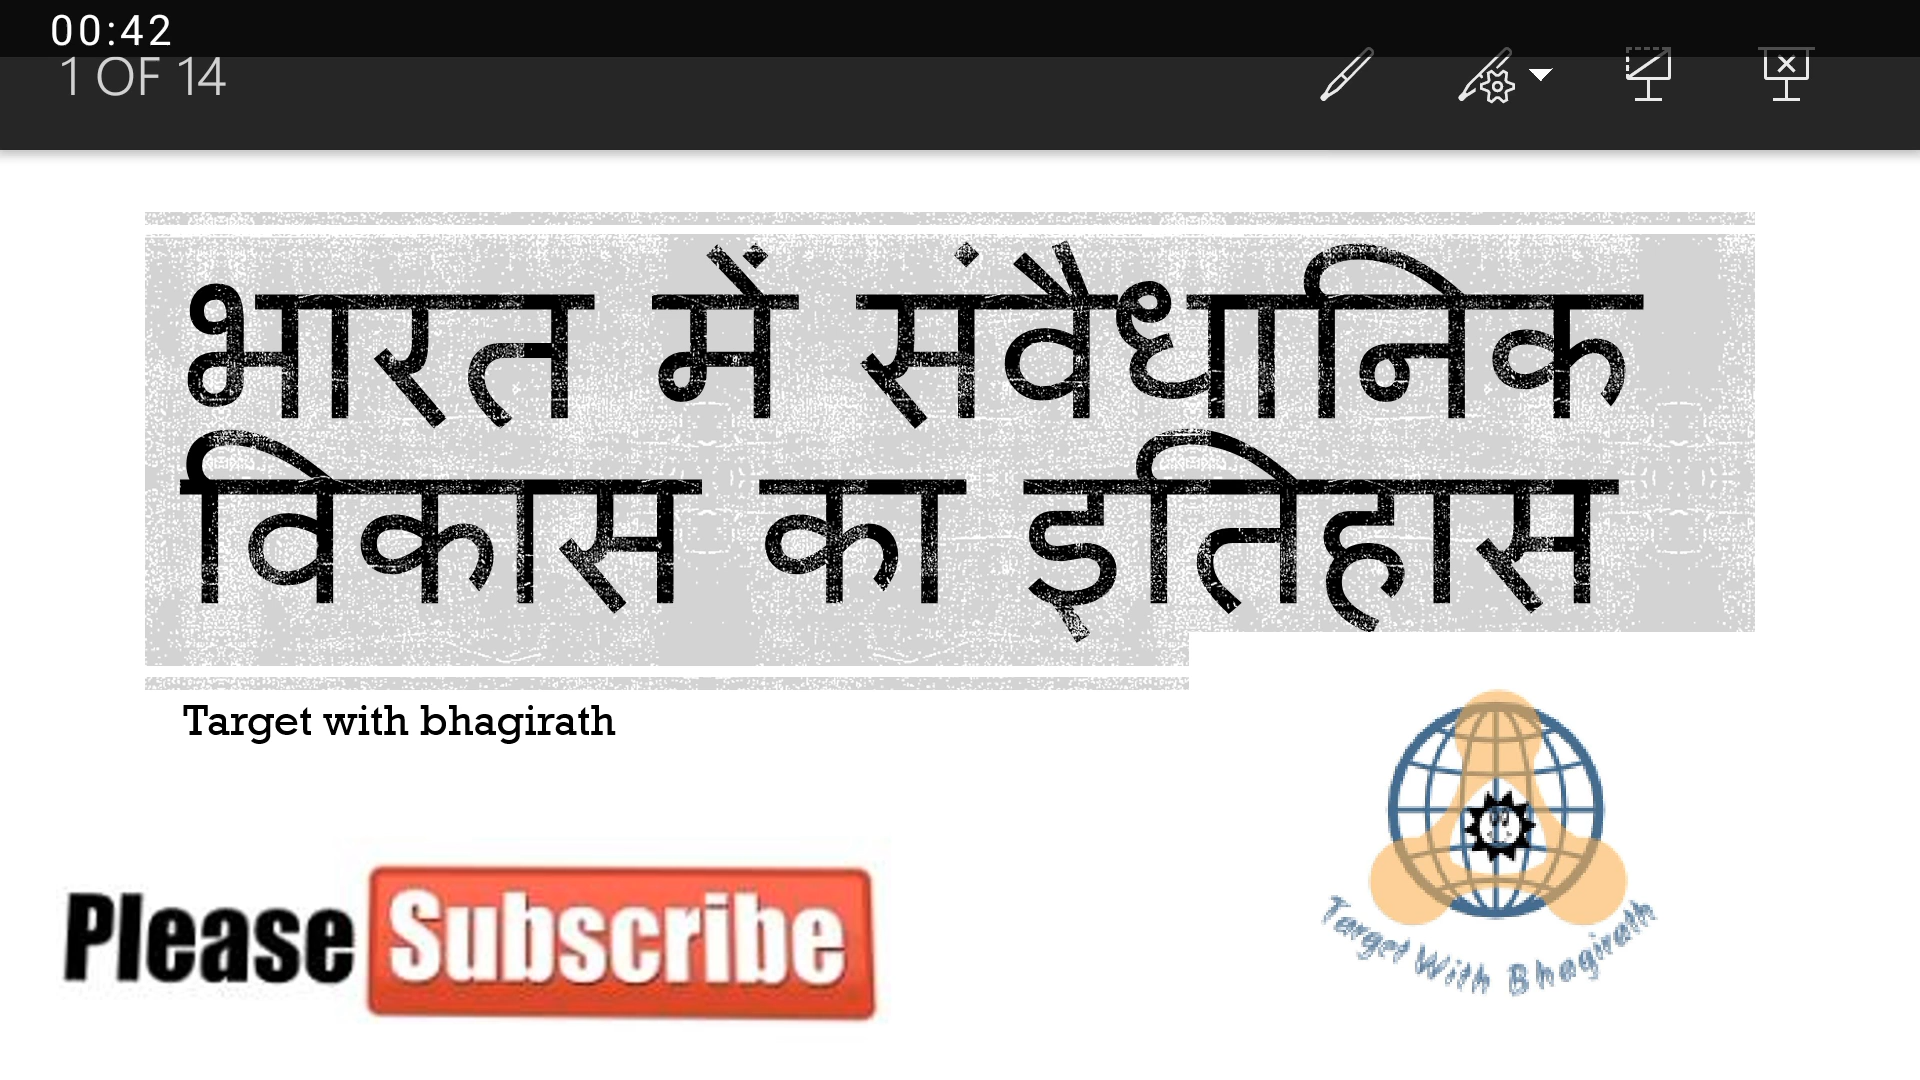 00:42
1 OF 14
भारत में संवैधानिक
विकास का इतिहास
Target with bhagirath
Please Subscribe
Target With Bhagirath